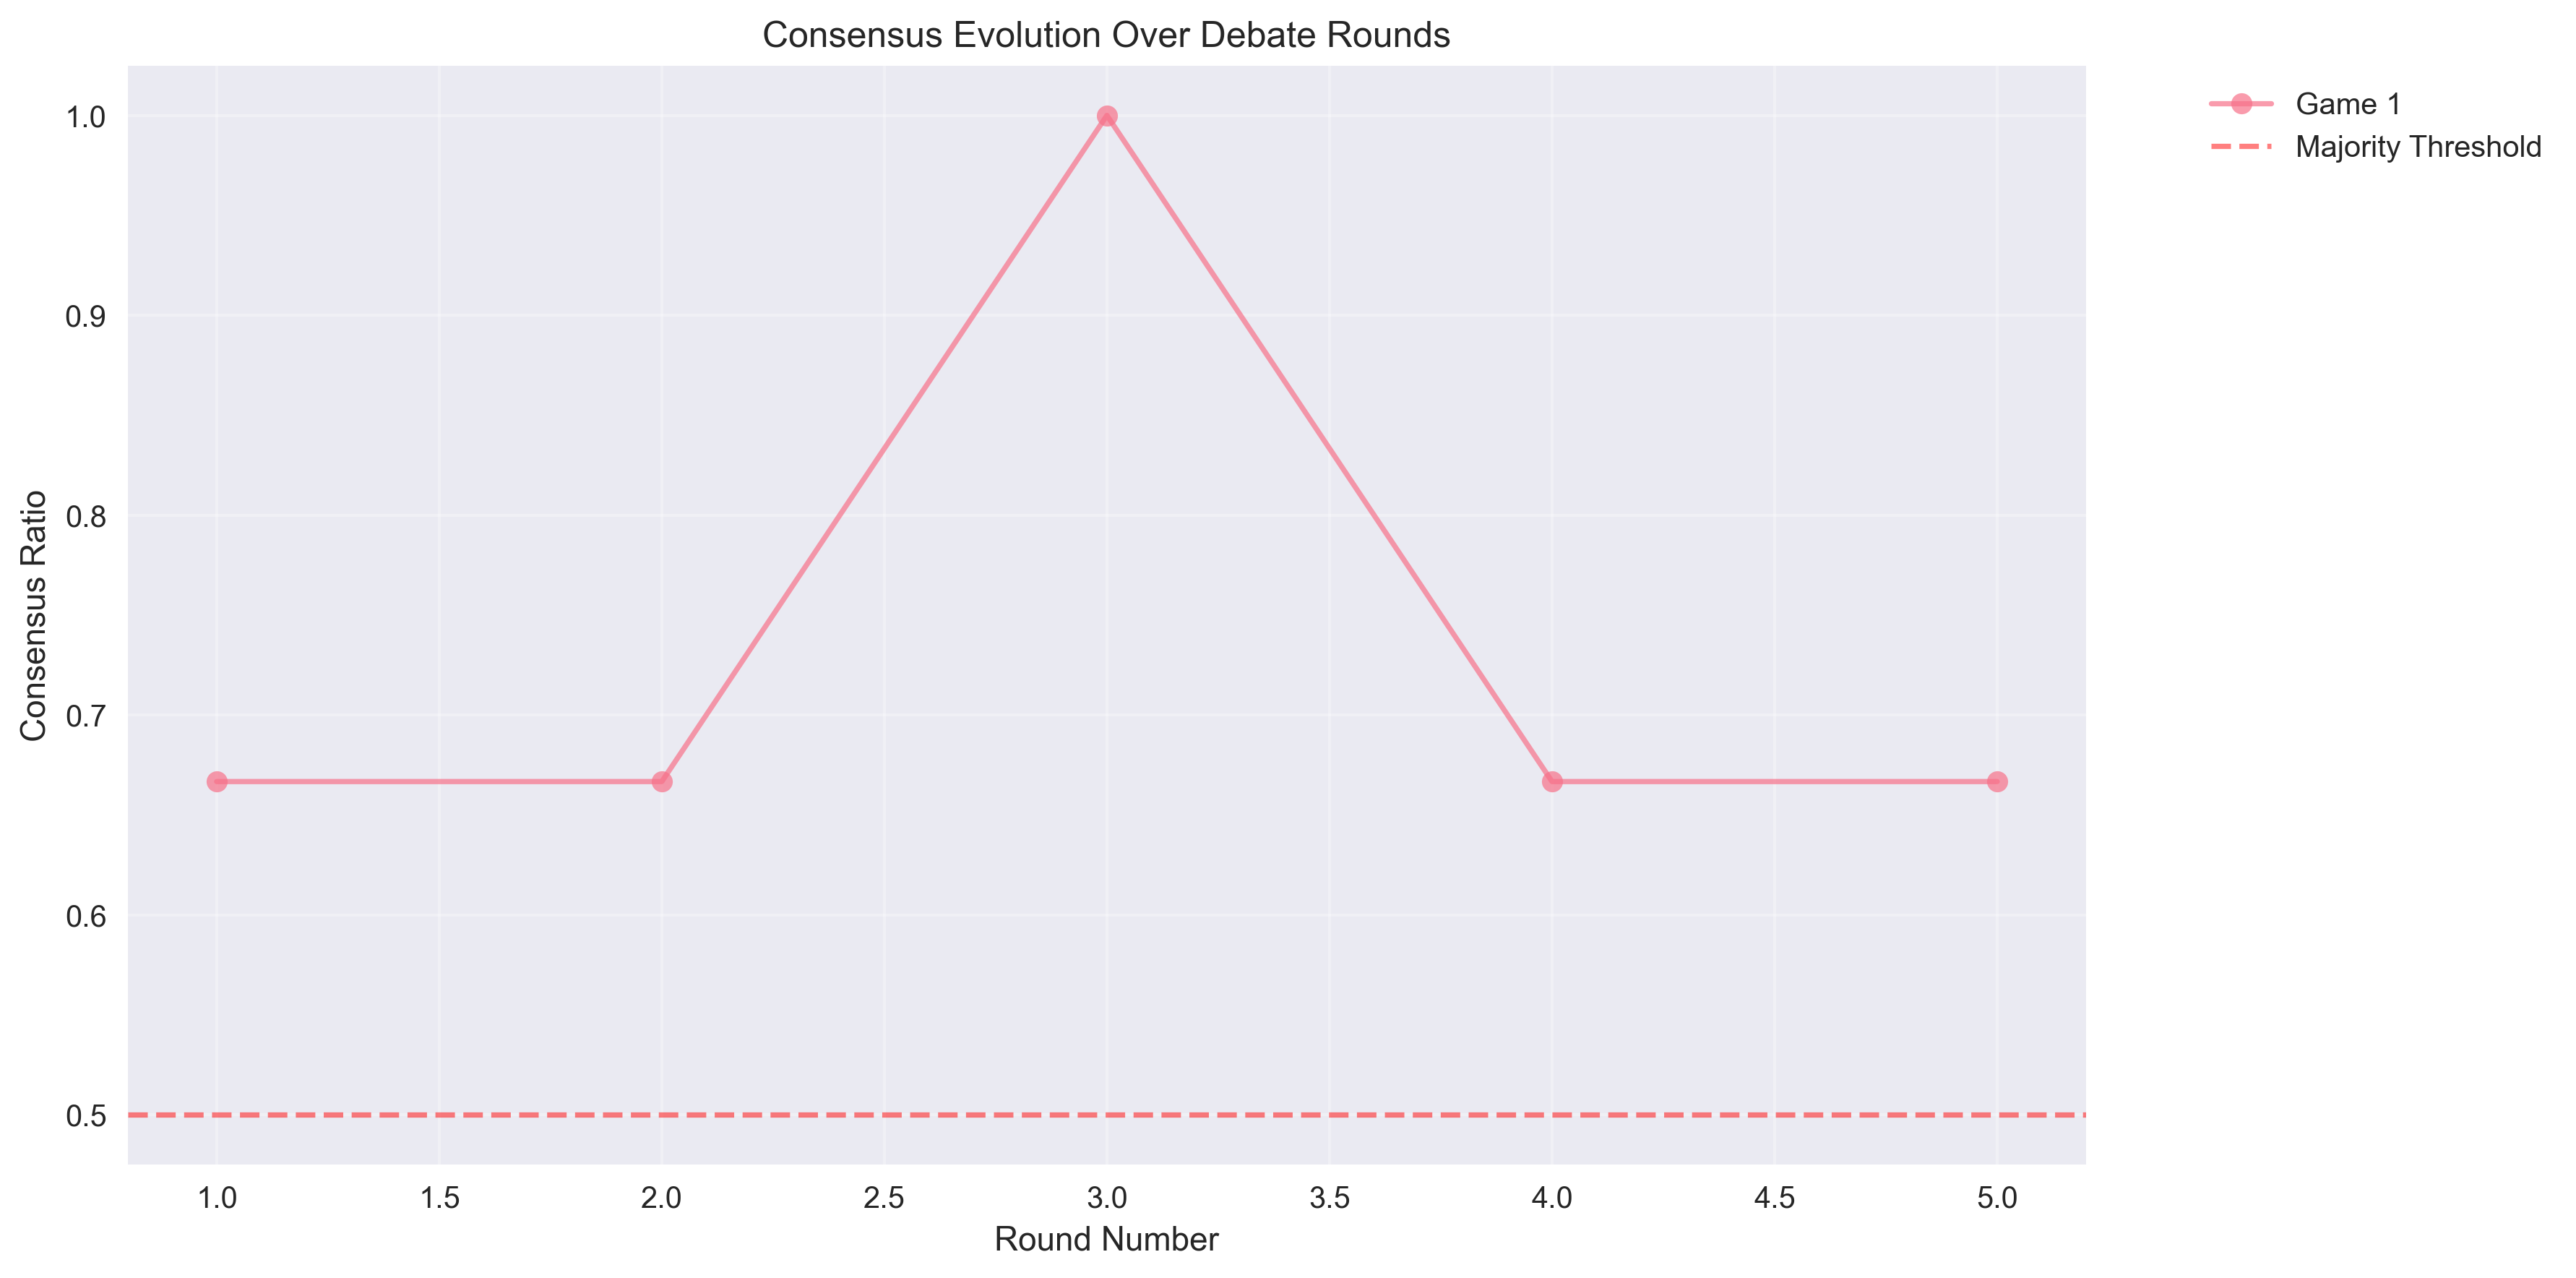 Consensus Evolution Over Debate Rounds
Game 1
Majority Threshold
Consensus Ratio
1.0
0.9
0.8
0.7
0.6
0.5
1.0 1.5 2.0 2.5 3.0 3.5 4.0 4.5 5.0
Round Number